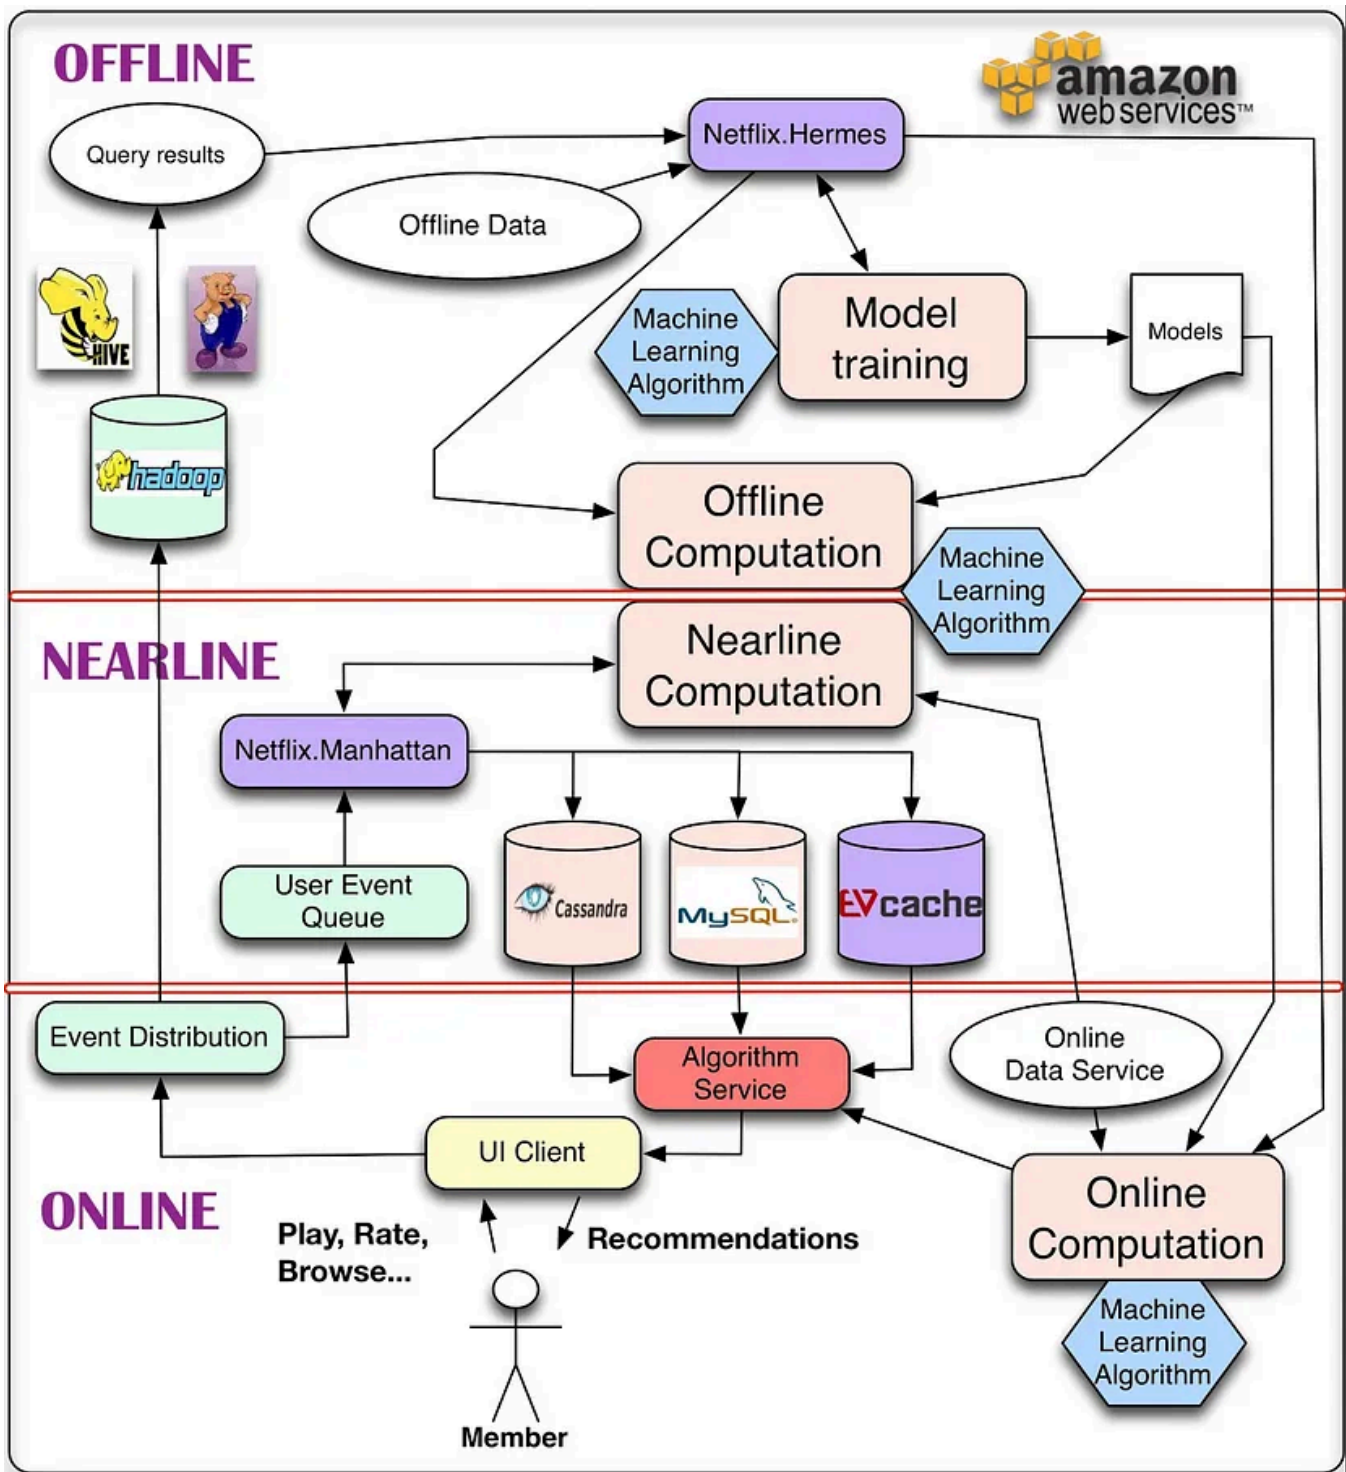 OFFLINE
amazon
web services™
Query results
Netflix.Hermes
Offline Data
HIVE
Machine
Learning
Algorithm
Model
training
Models
hadoop
Offline
Computation
Machine
Learning
Algorithm
NEARLINE
Nearline
Computation
Netflix.Manhattan
User Event
Queue
Cassandra
MySQL®
EVcache
Event Distribution
Algorithm
Service
Online
Data Service
UI Client
ONLINE
Play, Rate,
Browse...
Recommendations
Online
Computation
Machine
Learning
Algorithm
Member